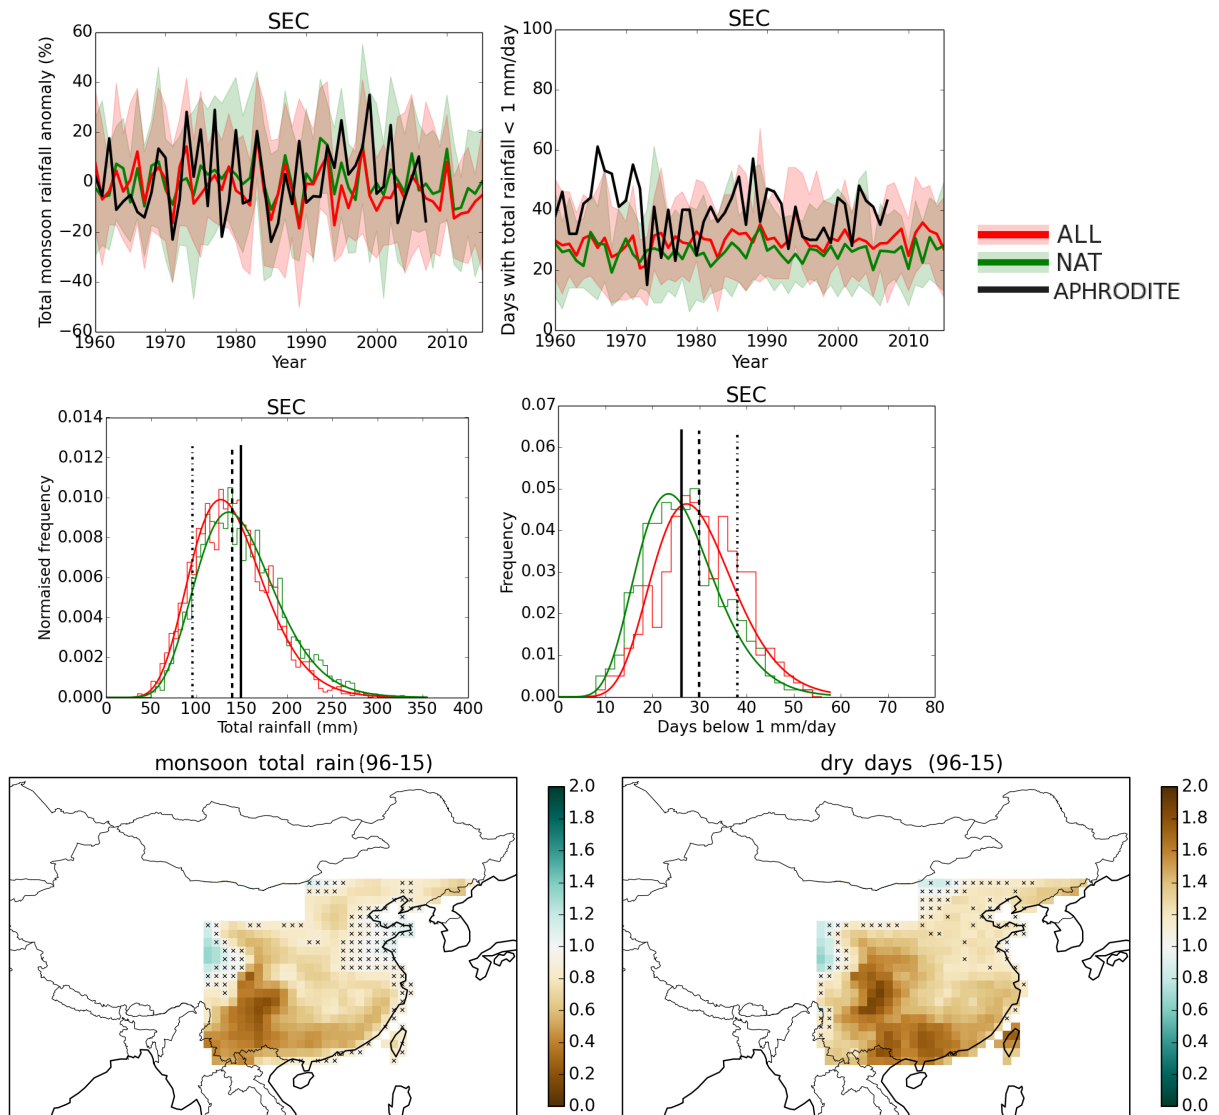 SEC
Total monsoon rainfall anomaly (%)
60
40
20
0
−20
−40
−60
1960 1970 1980 1990 2000 2010
Year
SEC
Days with total rainfall < 1 mm/day
100
80
60
40
20
0
1960 1970 1980 1990 2000 2010
Year
ALL
NAT
APHRODITE
SEC
Normaised frequency
0.014
0.012
0.010
0.008
0.006
0.004
0.002
0.000
0 50 100 150 200 250 300 350 400
Total rainfall (mm)
SEC
Frequency
0.07
0.06
0.05
0.04
0.03
0.02
0.01
0.00
0 10 20 30 40 50 60 70 80
Days below 1 mm/day
monsoon total rain (96-15)
2.0
1.8
1.6
1.4
1.2
1.0
0.8
0.6
0.4
0.2
0.0
dry days (96-15)
2.0
1.8
1.6
1.4
1.2
1.0
0.8
0.6
0.4
0.2
0.0